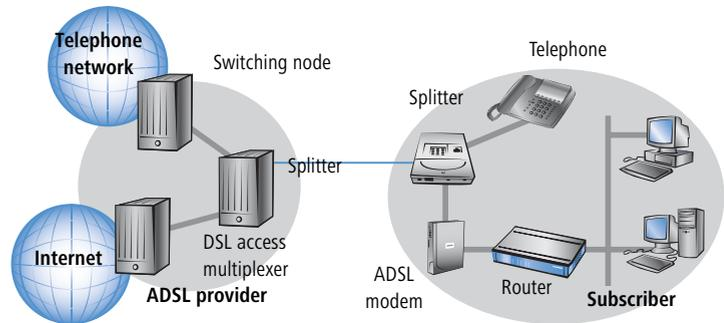 Telephone
network
Switching node
Telephone
Splitter
Splitter
DSL access
multiplexer
Internet
ADSL provider
ADSL
modem
Router
Subscriber